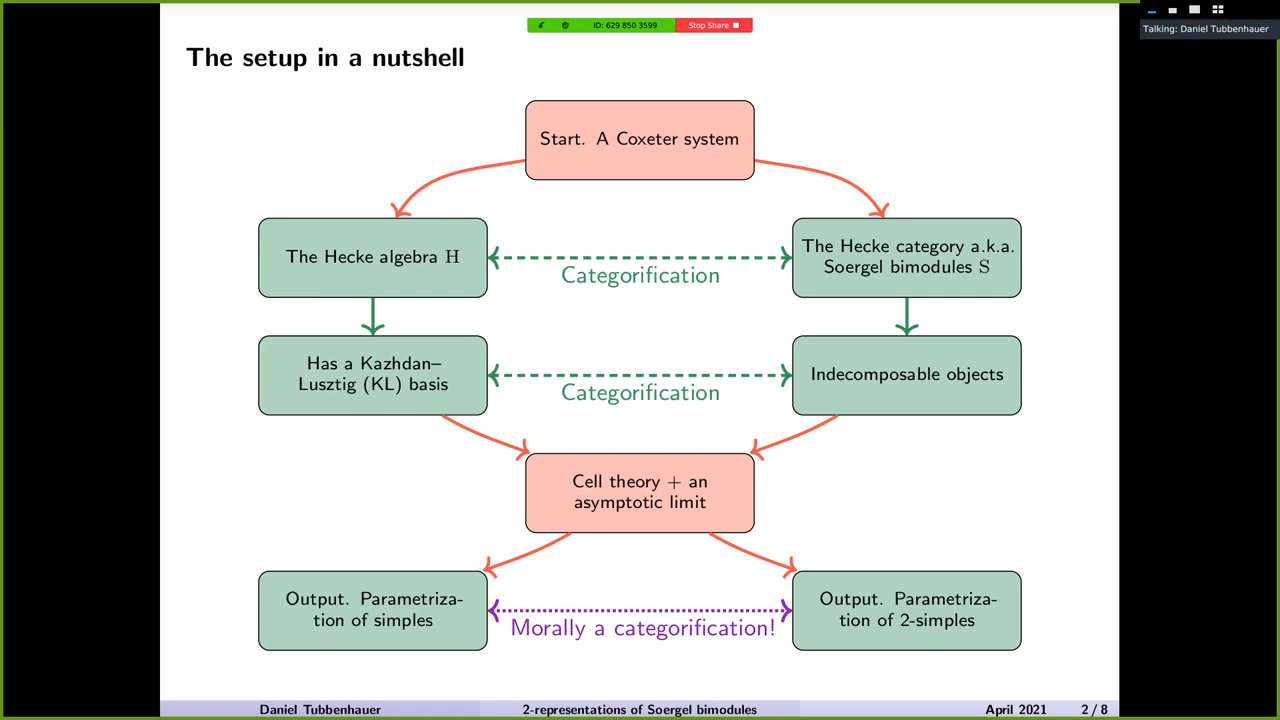 ID: 629 850 3599
Stop Share
Talking: Daniel Tubbenhauer
The setup in a nutshell
Start. A Coxeter system
The Hecke algebra H
Categorification
The Hecke category a.k.a.
Soergel bimodules S
Has a Kazhdan–
Lusztig (KL) basis
Categorification
Indecomposable objects
Cell theory + an
asymptotic limit
Output. Parametriza-
tion of simples
Morally a categorification!
Output. Parametriza-
tion of 2-simples
Daniel Tubbenhauer
2-representations of Soergel bimodules
April 2021
2 / 8